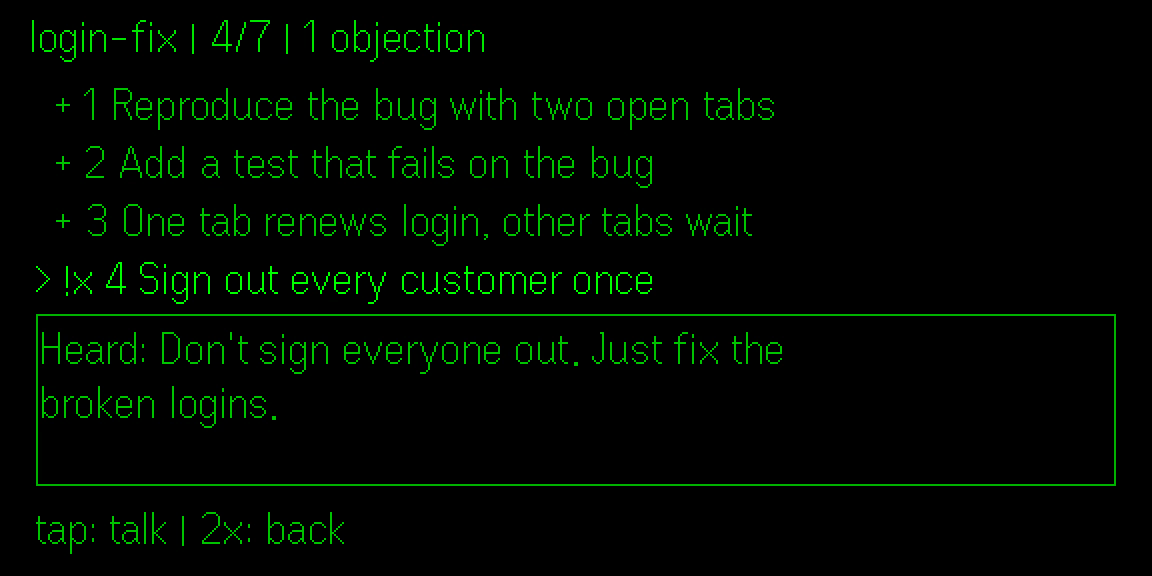 login-fix | 4/7 | 1 objection
+ 1 Reproduce the bug with two open tabs
+ 2 Add a test that fails on the bug
+ 3 One tab renews login, other tabs wait
> !x 4 Sign out every customer once
Heard: Don't sign everyone out. Just fix the
broken logins.
tap: talk | 2x: back